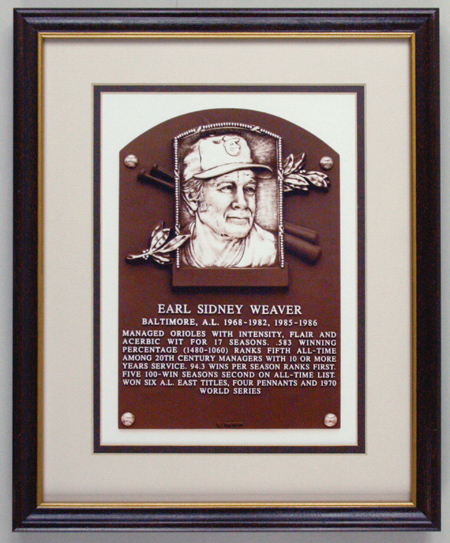 EARL SIDNEY WEAVER
BALTIMORE, A.L. 1968-1982, 1985-1986
MANAGED ORIOLES WITH INTENSITY, FLAIR AND
ACERBIC WIT FOR 17 SEASONS. .583 WINNING
PERCENTAGE (1480-1060) RANKS FIFTH ALL-TIME
AMONG 20TH CENTURY MANAGERS WITH 10 OR MORE
YEARS SERVICE. 94.3 WINS PER SEASON RANKS FIRST.
FIVE 100-WIN SEASONS SECOND ON ALL-TIME LIST.
WON SIX A.L. EAST TITLES, FOUR PENNANTS AND 1970
WORLD SERIES